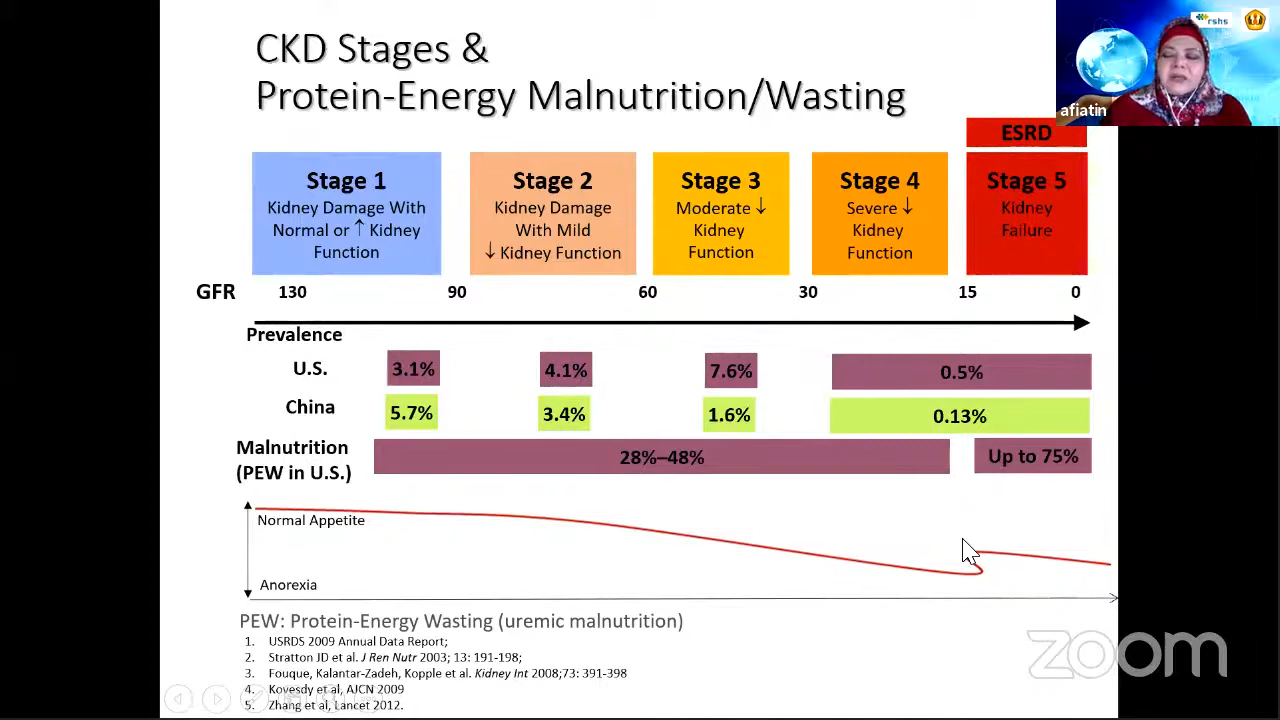 CKD Stages &
Protein-Energy Malnutrition/Wasting
rshs
afiatin
ESRD
Stage 1
Kidney Damage With
Normal or ↑ Kidney
Function
Stage 2
Kidney Damage
With Mild
↓ Kidney Function
Stage 3
Moderate ↓
Kidney
Function
Stage 4
Severe ↓
Kidney
Function
Stage 5
Kidney
Failure
GFR 130 90 60 30 15 0
Prevalence
U.S. 3.1% 4.1% 7.6% 0.5%
China 5.7% 3.4% 1.6% 0.13%
Malnutrition
(PEW in U.S.) 28%–48% Up to 75%
Normal Appetite
Anorexia
PEW: Protein-Energy Wasting (uremic malnutrition)
1. USRDS 2009 Annual Data Report;
2. Stratton JD et al. J Ren Nutr 2003; 13: 191-198;
3. Fouque, Kalantar-Zadeh, Kopple et al. Kidney Int 2008;73: 391-398
4. Kovesdy et al, AJCN 2009
5. Zhang et al, Lancet 2012.
zoom